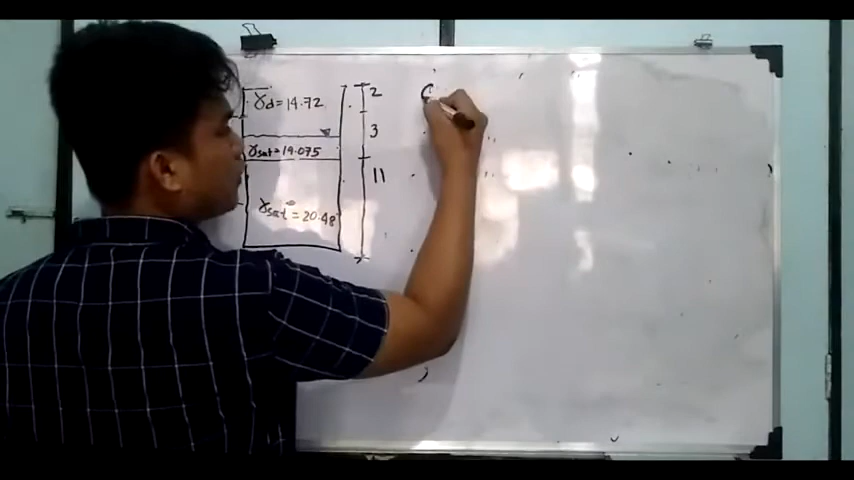 γd = 14.72
2
3
γsat = 19.075
11
γsat = 20.48